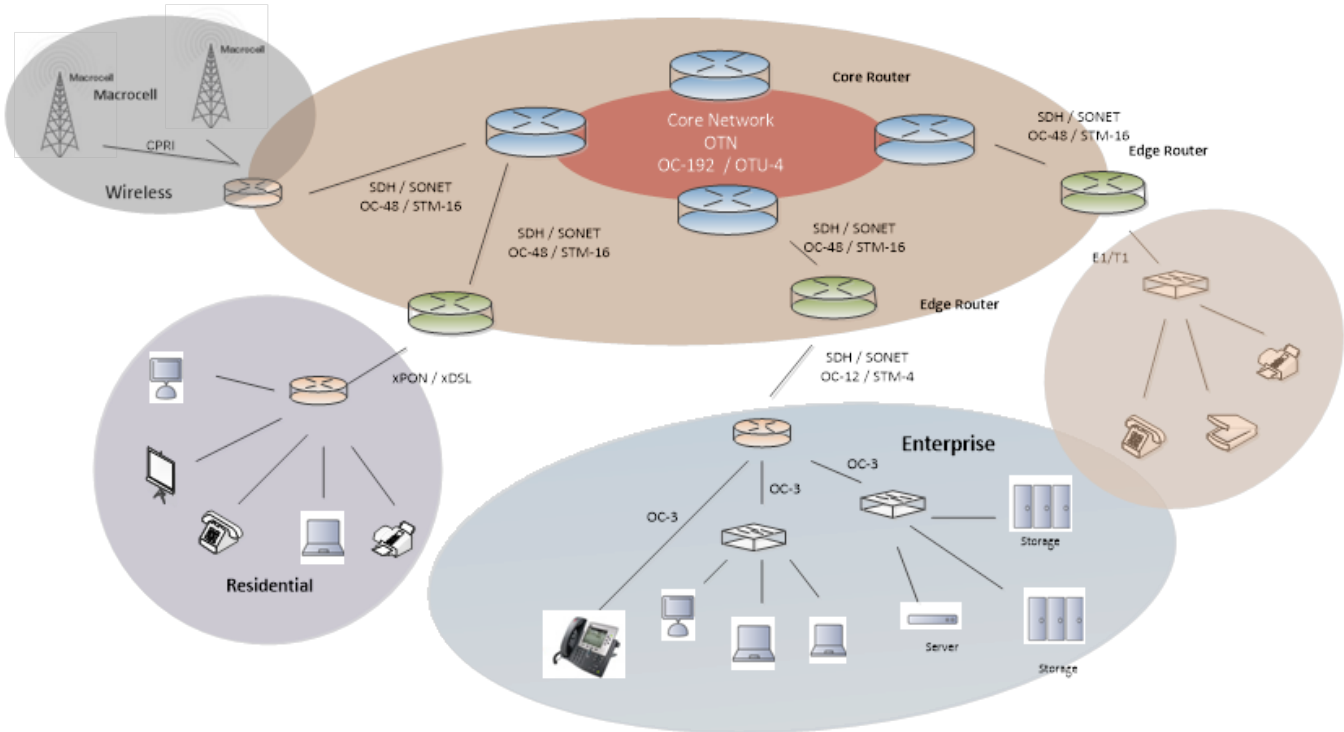 Macrocell
Macrocell
Macrocell
CPRI
Wireless
Core Router
Core Network
OTN
OC-192 / OTU-4
SDH / SONET
OC-48 / STM-16
Edge Router
SDH / SONET
OC-48 / STM-16
SDH / SONET
OC-48 / STM-16
SDH / SONET
OC-48 / STM-16
E1/T1
Edge Router
xPON / xDSL
SDH / SONET
OC-12 / STM-4
Enterprise
OC-3
OC-3
OC-3
Storage
Residential
Server
Storage